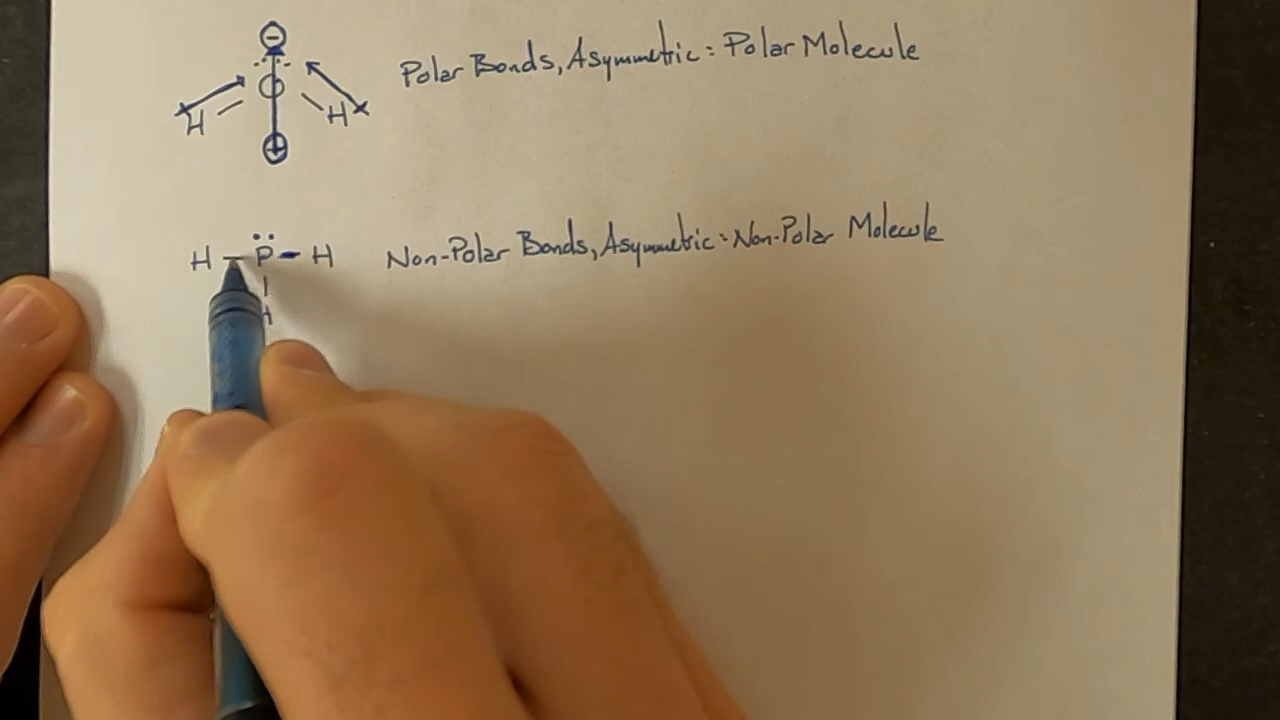 −
Polar Bonds, Asymmetric: Polar Molecule
O
H H
+
H – P – H Non-Polar Bonds, Asymmetric: Non-Polar Molecule
H